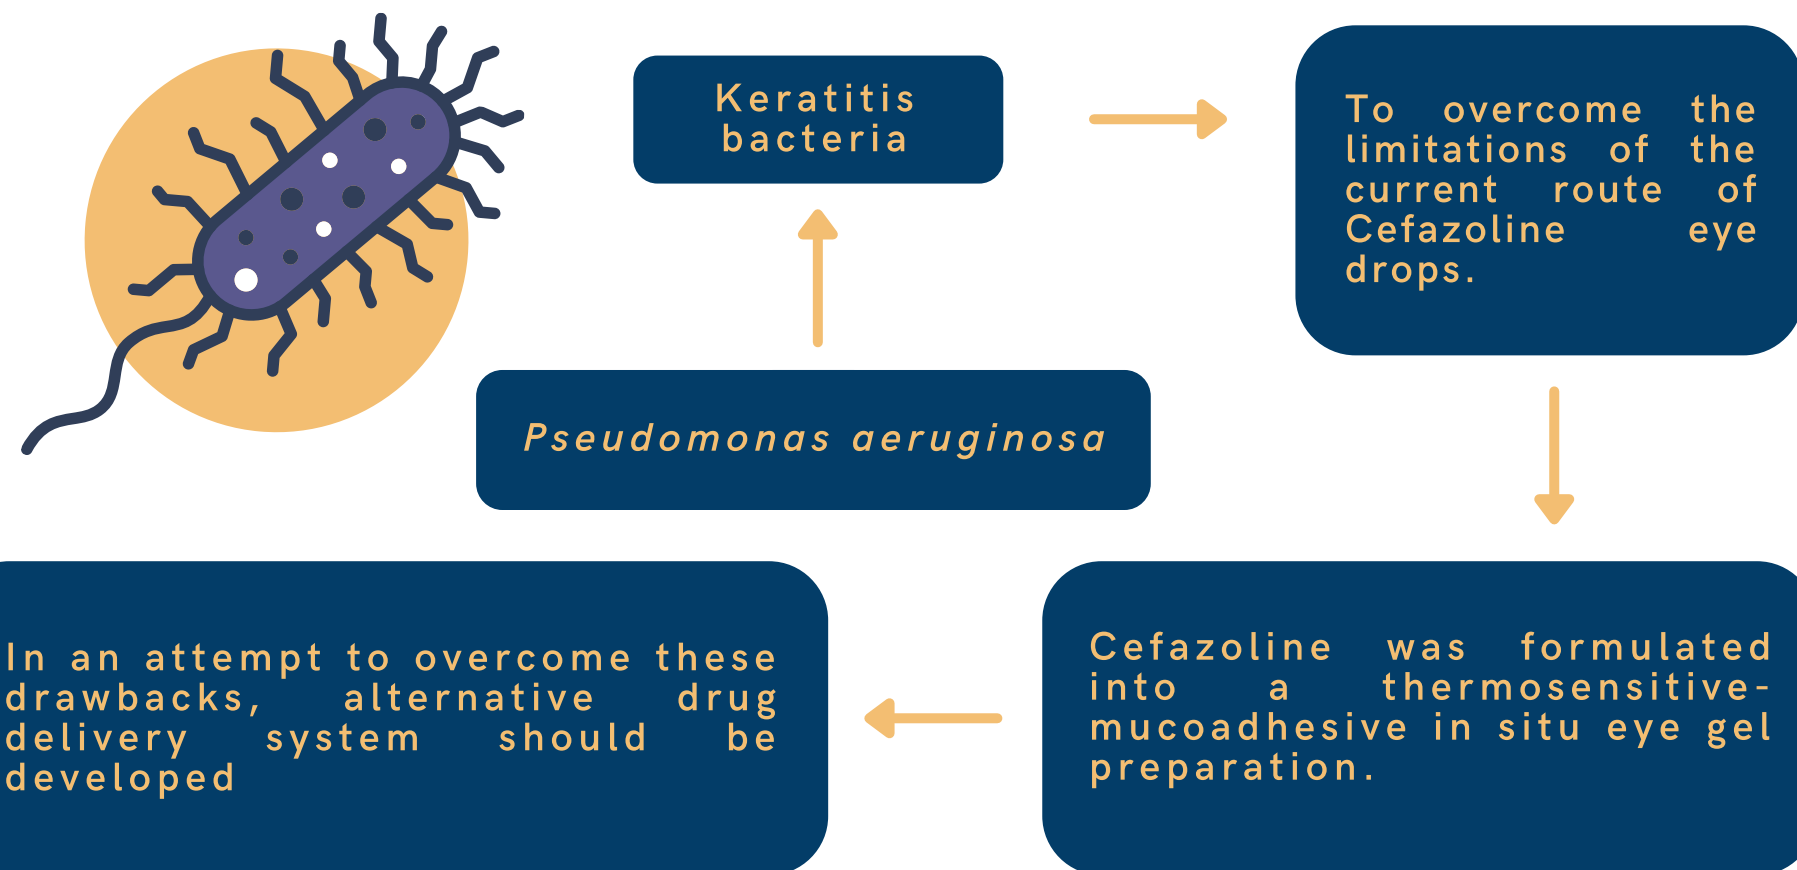 Keratitis
bacteria
To overcome the
limitations of the
current route of
Cefazoline eye
drops.
Pseudomonas aeruginosa
In an attempt to overcome these
drawbacks, alternative drug
delivery system should be
developed
Cefazoline was formulated
into a thermosensitive-
mucoadhesive in situ eye gel
preparation.